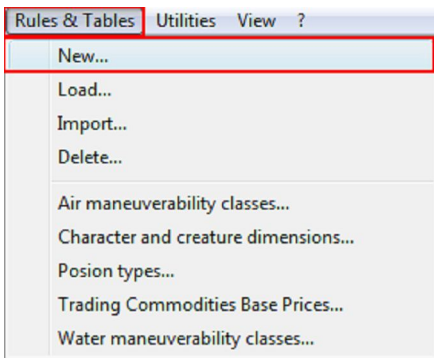 Rules & Tables Utilities View ?
New...
Load...
Import...
Delete...
Air maneuverability classes...
Character and creature dimensions...
Posion types...
Trading Commodities Base Prices...
Water maneuverability classes...